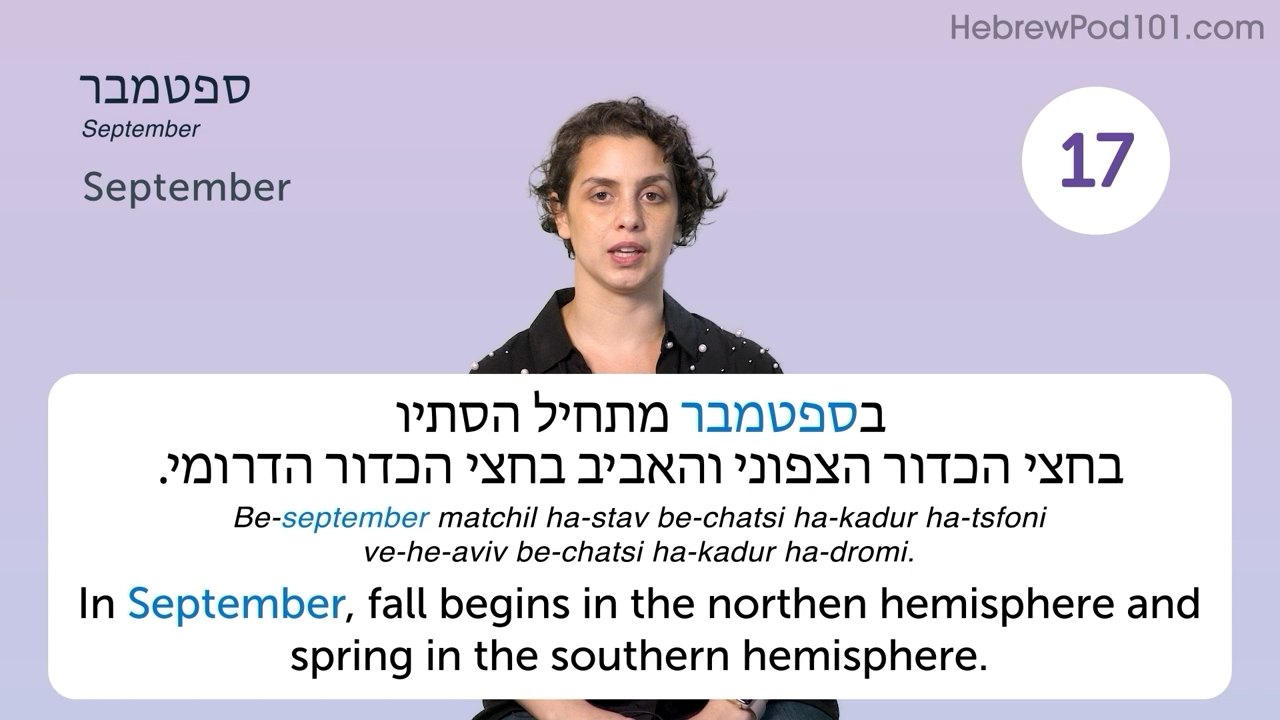 HebrewPod101.com
ספטמבר
September
September
17
בספטמבר מתחיל הסתיו
בחצי הכדור הצפוני והאביב בחצי הכדור הדרומי.
Be-september matchil ha-stav be-chatsi ha-kadur ha-tsfoni
ve-he-aviv be-chatsi ha-kadur ha-dromi.
In September, fall begins in the northen hemisphere and
spring in the southern hemisphere.